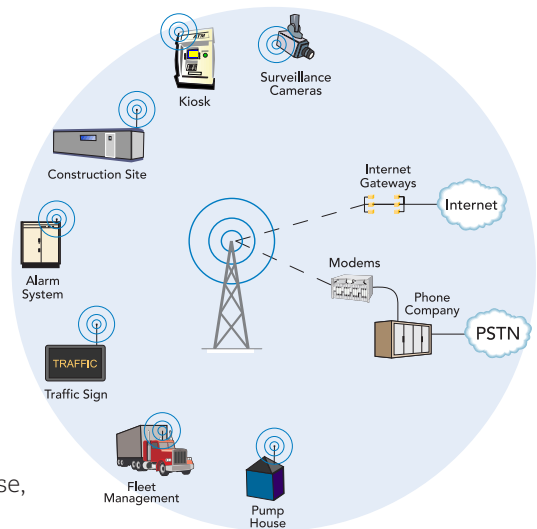 ATM
Kiosk
Surveillance
Cameras
Construction Site
Internet
Gateways
Internet
Alarm
System
Modems
Phone
Company
PSTN
TRAFFIC
Traffic Sign
Fleet
Management
Pump
House
se,